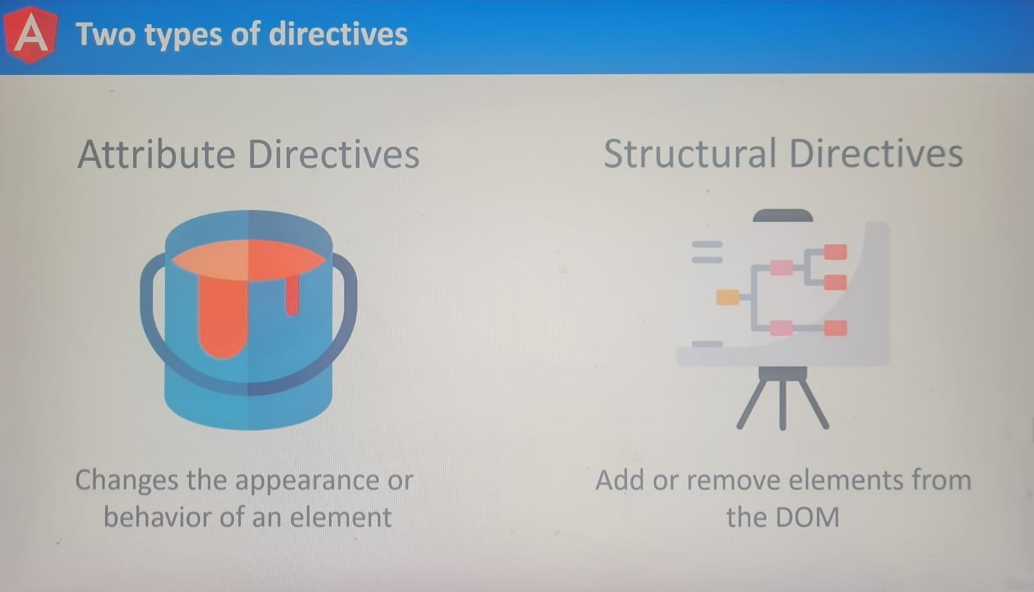 A
Two types of directives
Attribute Directives
Structural Directives
Changes the appearance or
behavior of an element
Add or remove elements from
the DOM